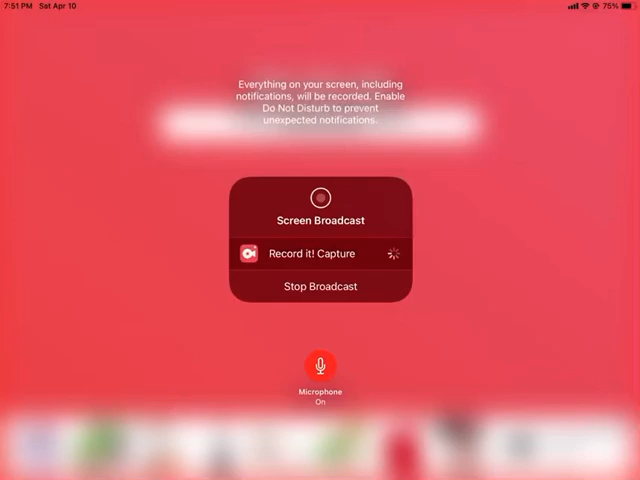 7:51 PM Sat Apr 10
75%
Everything on your screen, including
notifications, will be recorded. Enable
Do Not Disturb to prevent
unexpected notifications.
Screen Broadcast
Record it! Capture
Stop Broadcast
Microphone
On